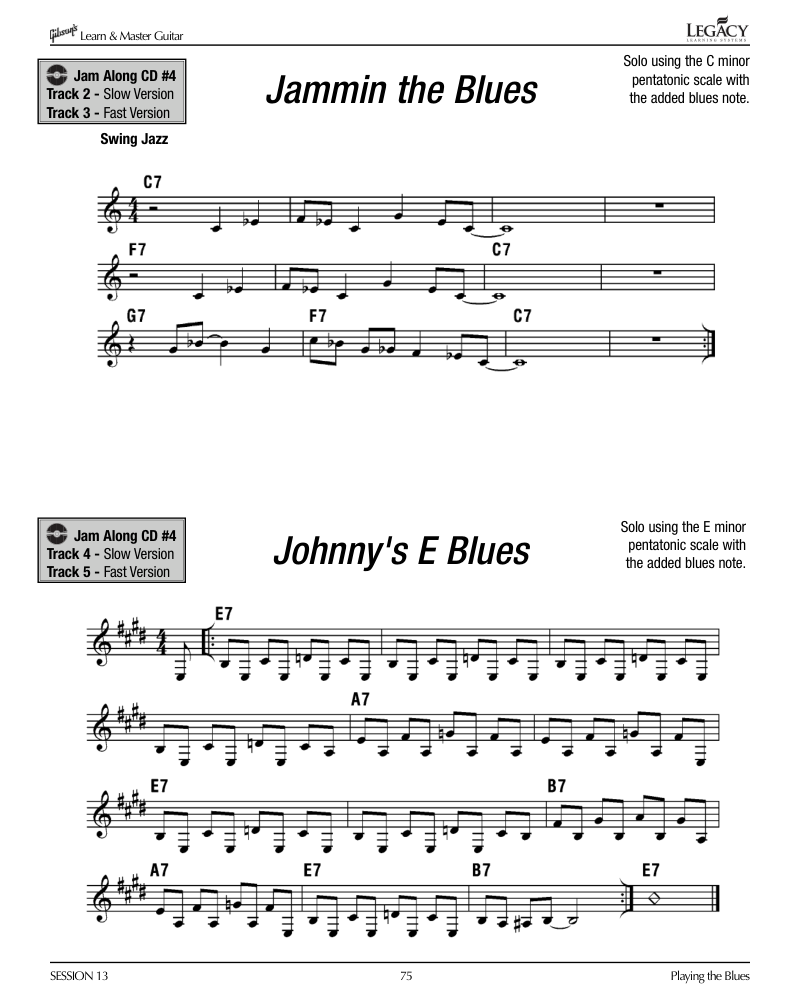 Gibson's Learn & Master Guitar
LEGACY
LEARNING SYSTEMS
Jam Along CD #4
Track 2 - Slow Version
Track 3 - Fast Version
Jammin the Blues
Solo using the C minor
pentatonic scale with
the added blues note.
Swing Jazz
C7
4
4
F7 C7
G7 F7 C7
Jam Along CD #4
Track 4 - Slow Version
Track 5 - Fast Version
Johnny's E Blues
Solo using the E minor
pentatonic scale with
the added blues note.
E7
4
4
A7
E7 B7
A7 E7 B7 E7
SESSION 13 75 Playing the Blues